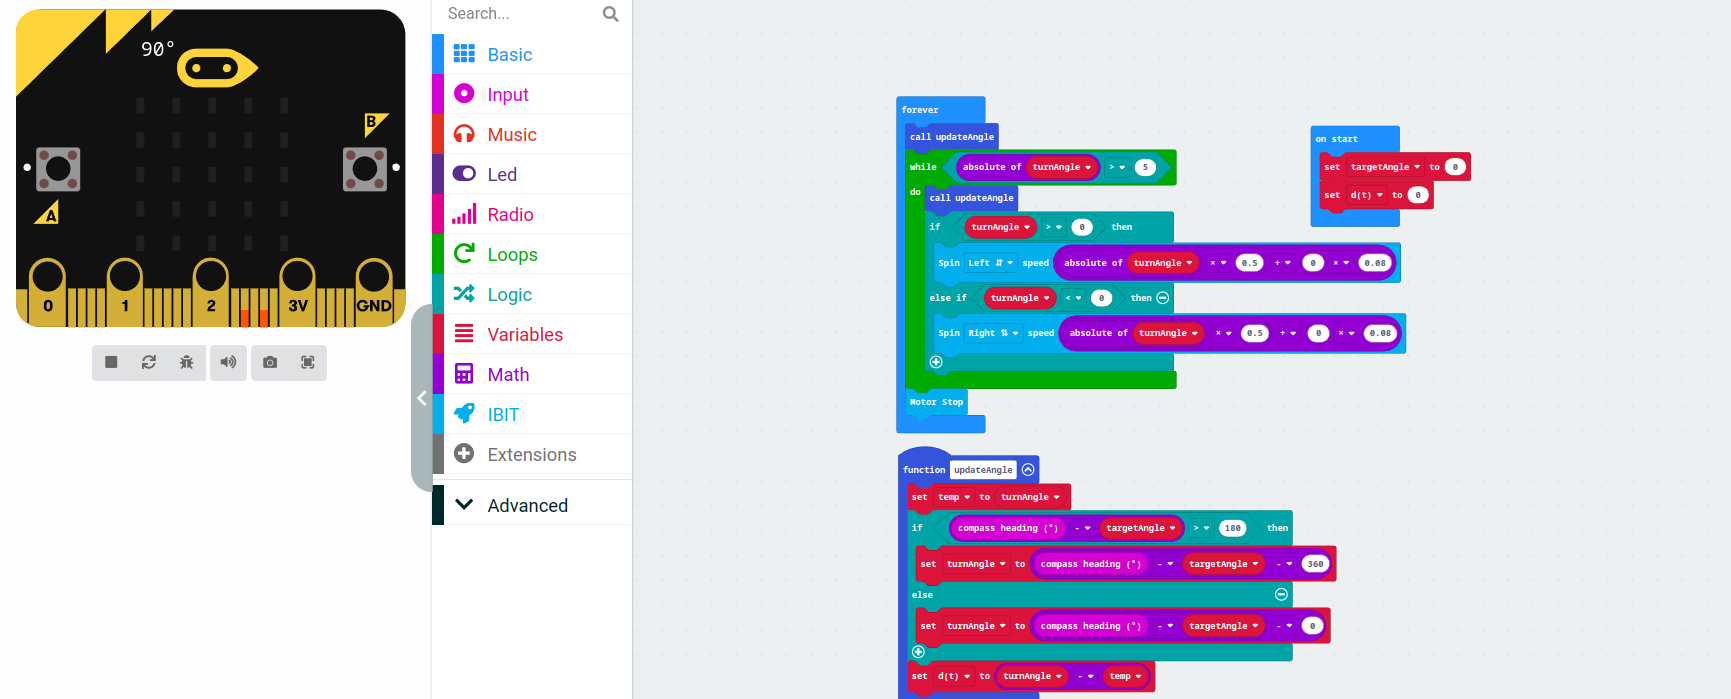 90°
B
A
0 1 2 3V GND
Search...
Basic
Input
Music
Led
Radio
Loops
Logic
Variables
Math
IBIT
Extensions
Advanced
forever
call updateAngle
while absolute of turnAngle > 5
do
call updateAngle
if turnAngle > 0 then
Spin Left ⇵ speed absolute of turnAngle × 0.5 + 0 × 0.08
else if turnAngle < 0 then
Spin Right ⇅ speed absolute of turnAngle × 0.5 + 0 × 0.08
Motor Stop
on start
set targetAngle to 0
set d(t) to 0
function updateAngle
set temp to turnAngle
if compass heading (°) - targetAngle > 180 then
set turnAngle to compass heading (°) - targetAngle - 360
else
set turnAngle to compass heading (°) - targetAngle - 0
set d(t) to turnAngle - temp